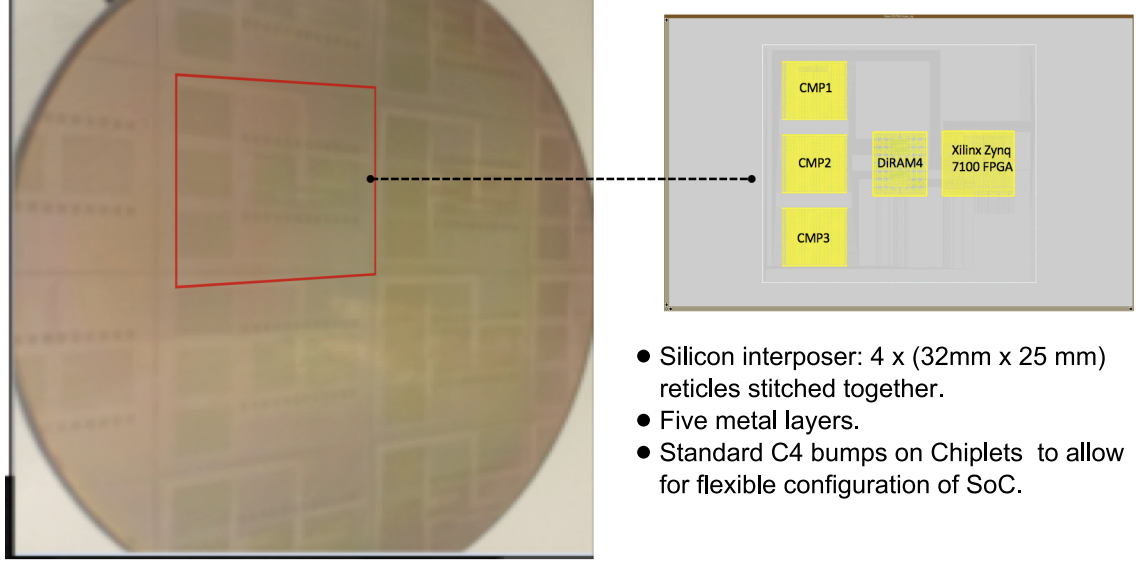 CMP1
CMP2
DiRAM4
Xilinx Zynq
7100 FPGA
CMP3
● Silicon interposer: 4 x (32mm x 25 mm)
reticles stitched together.
● Five metal layers.
● Standard C4 bumps on Chiplets to allow
for flexible configuration of SoC.